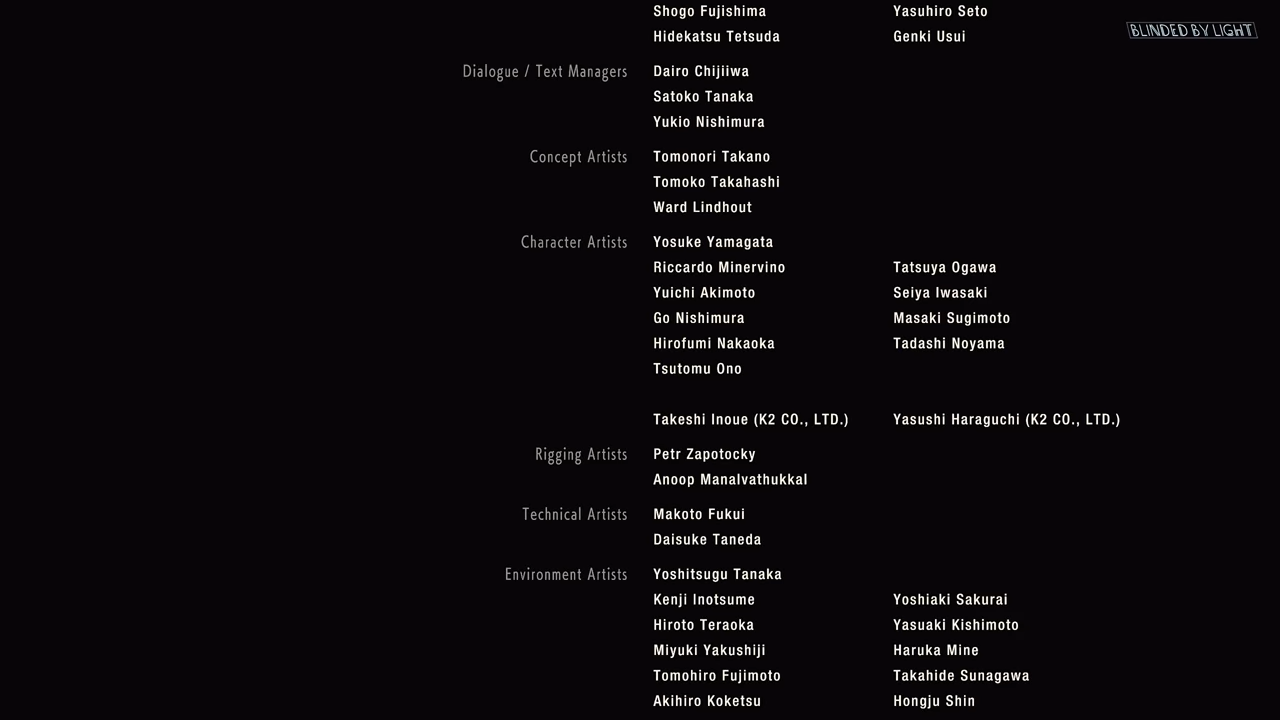 Shogo Fujishima Yasuhiro Seto
BLINDED BY LIGHT
Hidekatsu Tetsuda Genki Usui
Dialogue / Text Managers Dairo Chijiiwa
Satoko Tanaka
Yukio Nishimura
Concept Artists Tomonori Takano
Tomoko Takahashi
Ward Lindhout
Character Artists Yosuke Yamagata
Riccardo Minervino Tatsuya Ogawa
Yuichi Akimoto Seiya Iwasaki
Go Nishimura Masaki Sugimoto
Hirofumi Nakaoka Tadashi Noyama
Tsutomu Ono
Takeshi Inoue (K2 CO., LTD.) Yasushi Haraguchi (K2 CO., LTD.)
Rigging Artists Petr Zapotocky
Anoop Manalvathukkal
Technical Artists Makoto Fukui
Daisuke Taneda
Environment Artists Yoshitsugu Tanaka
Kenji Inotsume Yoshiaki Sakurai
Hiroto Teraoka Yasuaki Kishimoto
Miyuki Yakushiji Haruka Mine
Tomohiro Fujimoto Takahide Sunagawa
Akihiro Koketsu Hongju Shin